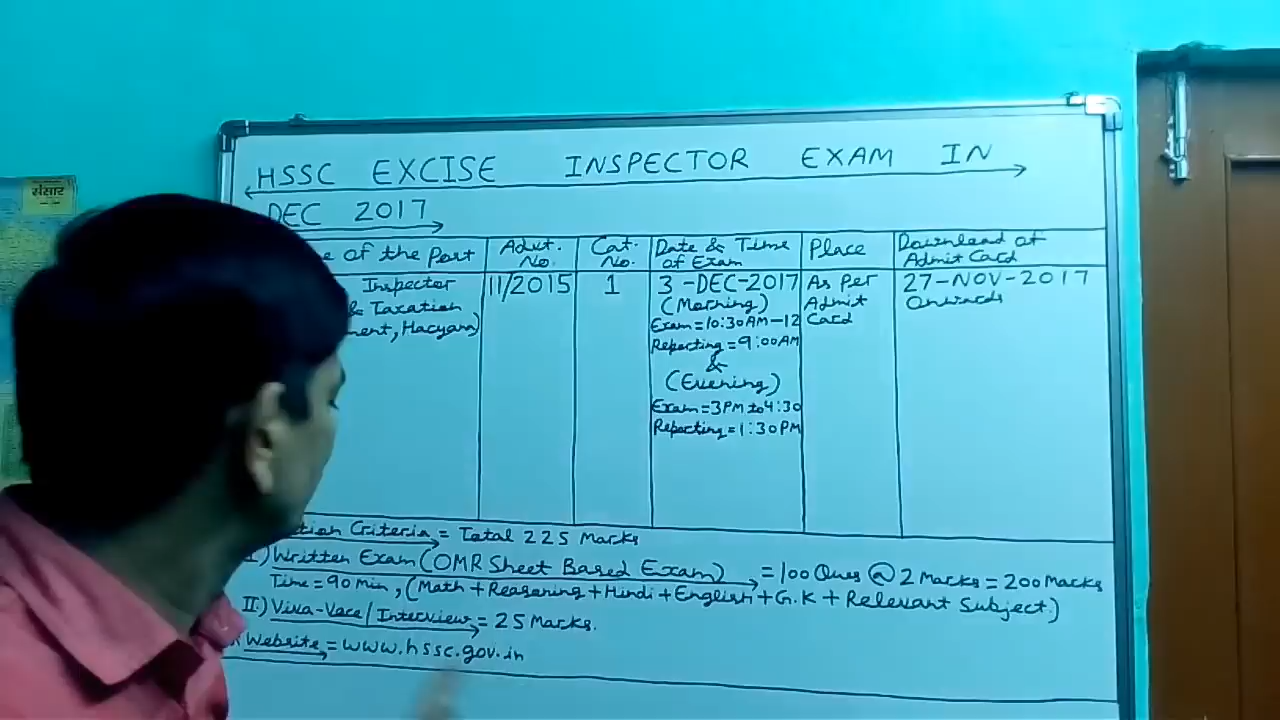 संसार
HSSC EXCISE INSPECTOR EXAM IN
DEC 2017
of the Post
Advt. No.
Cat. No.
Date & Time of Exam
Place
Download of Admit Card
Inspector
& Taxation
ment, Haryana)
11/2015
1
3-DEC-2017
(Morning)
Exam=10:30AM-12
Reporting=9:00AM
&
(Evening)
Exam=3PM to 4:30
Reporting=1:30PM
As Per
Admit
Card
27-NOV-2017
Onwards
tion Criteria = Total 225 Marks
I.) Written Exam (OMR Sheet Based Exam) = 100 Ques @ 2 Marks = 200 Marks
Time = 90 Min, (Math + Reasoning + Hindi + English + G.K + Relevant Subject.)
II.) Viva-Voce/Interview = 25 Marks.
Website = www.hssc.gov.in